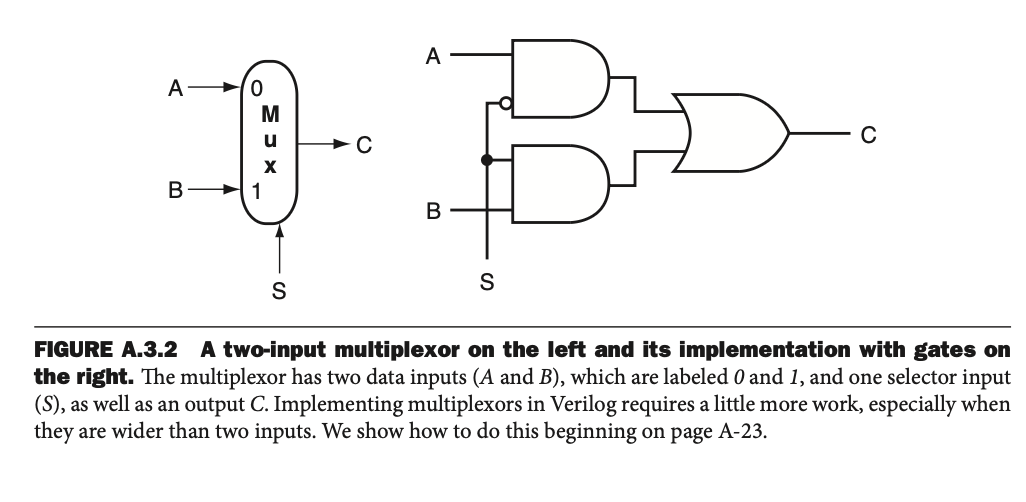 A
0
M
u
x
C
B
1
S
A
C
B
S
FIGURE A.3.2 A two-input multiplexor on the left and its implementation with gates on
the right. The multiplexor has two data inputs (A and B), which are labeled 0 and 1, and one selector input
(S), as well as an output C. Implementing multiplexors in Verilog requires a little more work, especially when
they are wider than two inputs. We show how to do this beginning on page A-23.